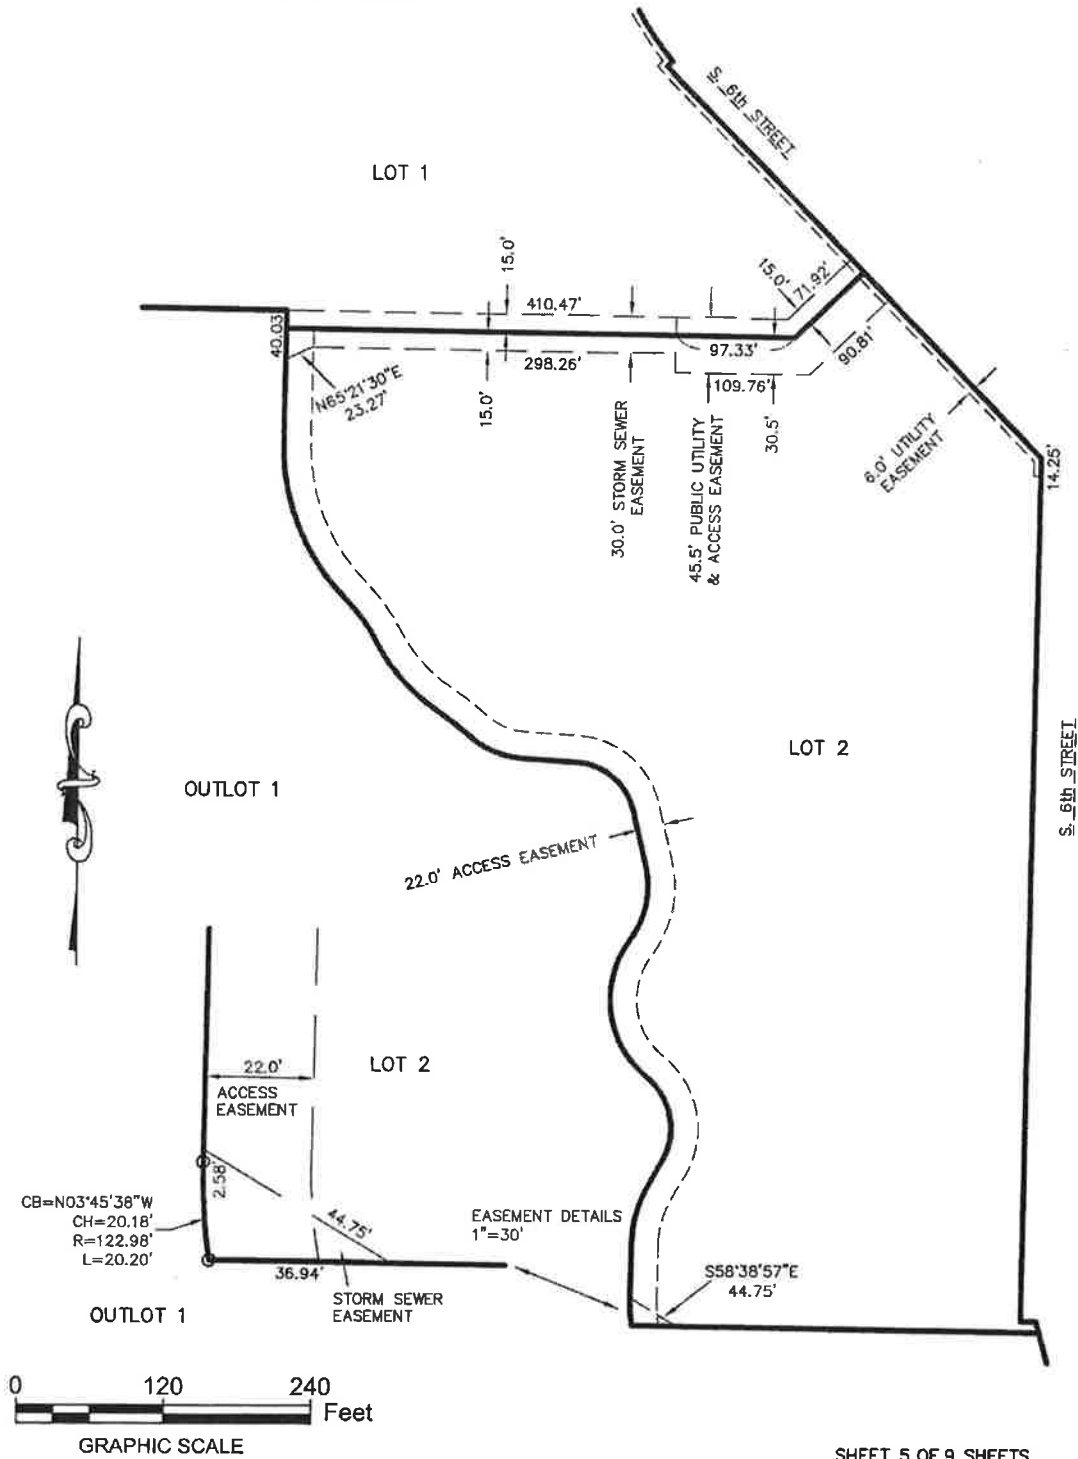 S. 6th STREET
LOT 1
15.0'
410.47'
15.0'
71.92'
40.03
97.33'
90.81'
298.26'
109.76'
N65°21'30"E
23.27'
15.0'
30.5'
30.0' STORM SEWER
EASEMENT
45.5' PUBLIC UTILITY
& ACCESS EASEMENT
6.0' UTILITY
EASEMENT
14.25'
LOT 2
S. 6th STREET
OUTLOT 1
22.0' ACCESS EASEMENT
LOT 2
22.0'
ACCESS
EASEMENT
2.58'
CB=N03°45'38"W
CH=20.18'
R=122.98'
L=20.20'
44.75'
EASEMENT DETAILS
1"=30'
36.94'
S58°38'57"E
44.75'
STORM SEWER
EASEMENT
OUTLOT 1
0 120 240
Feet
GRAPHIC SCALE
SHEET 5 OF 9 SHEETS